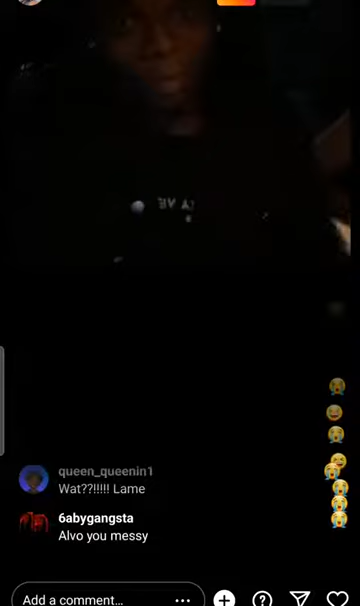 queen_queenin1
Wat??!!!!! Lame
6abygangsta
Alvo you messy
Add a comment...